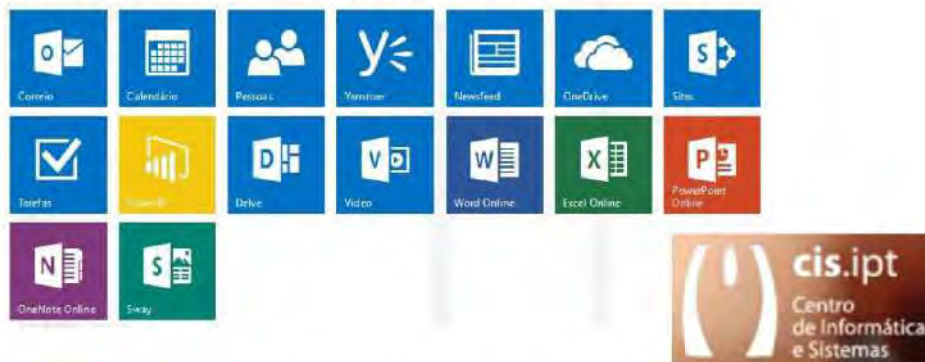 Correio
Calendário
Pessoas
Yammer
NewsFeed
OneDrive
Sites
Tarefas
Delve
Video
Word Online
Excel Online
PowerPoint
Online
OneNote Online
Sway
cis.ipt
Centro
de Informática
e Sistemas